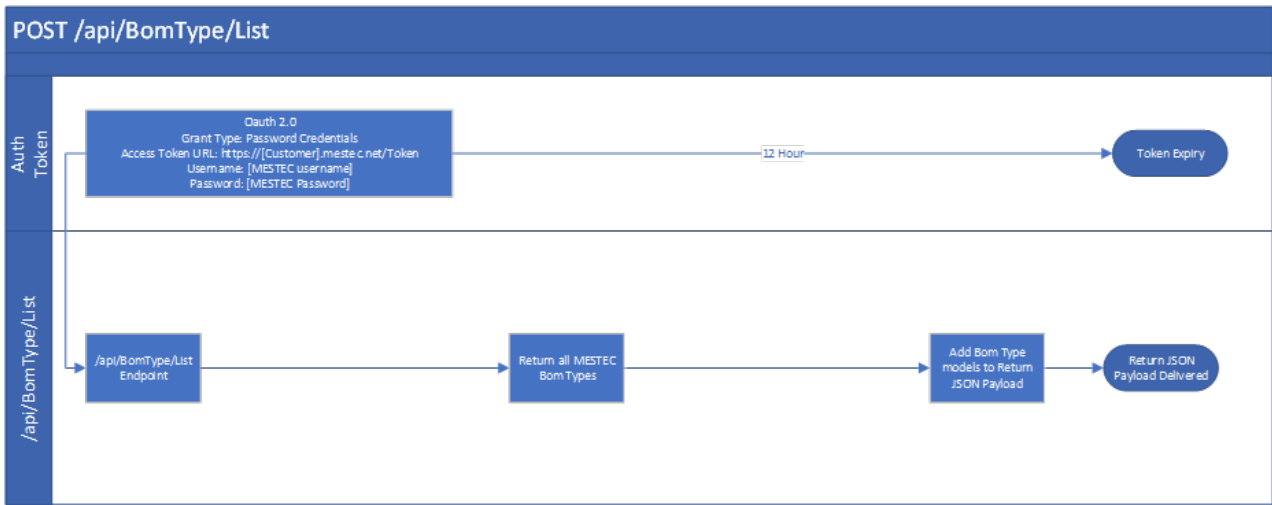 POST /api/BomType/List
Auth
Token
Oauth 2.0
Grant Type: Password Credentials
Access Token URL: https://[Customer].mestec.net/Token
Username: [MESTEC username]
Password: [MESTEC Password]
12 Hour
Token Expiry
/api/BomType/List
/api/BomType/List
Endpoint
Return all MESTEC
Bom Types
Add Bom Type
models to Return
JSON Payload
Return JSON
Payload Delivered